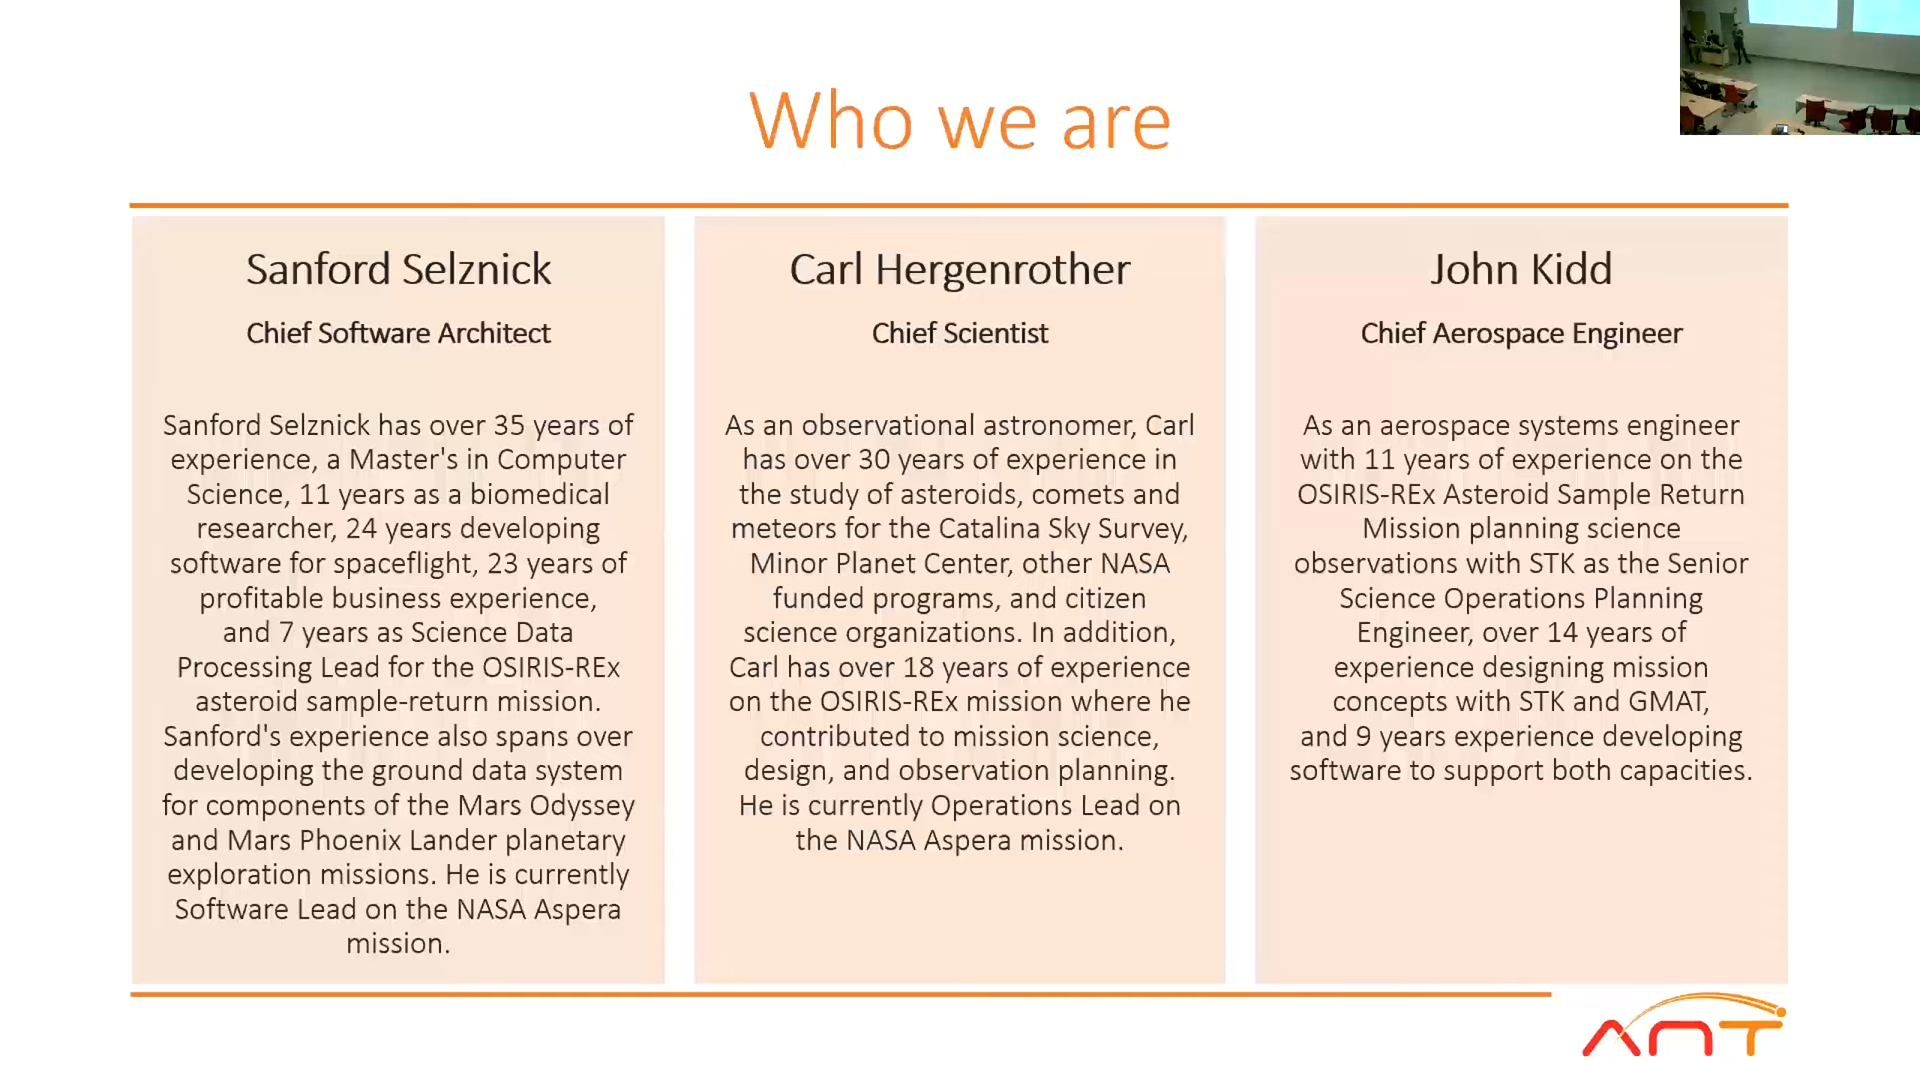 Who we are
Sanford Selznick
Chief Software Architect
Sanford Selznick has over 35 years of
experience, a Master's in Computer
Science, 11 years as a biomedical
researcher, 24 years developing
software for spaceflight, 23 years of
profitable business experience,
and 7 years as Science Data
Processing Lead for the OSIRIS-REx
asteroid sample-return mission.
Sanford's experience also spans over
developing the ground data system
for components of the Mars Odyssey
and Mars Phoenix Lander planetary
exploration missions. He is currently
Software Lead on the NASA Aspera
mission.
Carl Hergenrother
Chief Scientist
As an observational astronomer, Carl
has over 30 years of experience in
the study of asteroids, comets and
meteors for the Catalina Sky Survey,
Minor Planet Center, other NASA
funded programs, and citizen
science organizations. In addition,
Carl has over 18 years of experience
on the OSIRIS-REx mission where he
contributed to mission science,
design, and observation planning.
He is currently Operations Lead on
the NASA Aspera mission.
John Kidd
Chief Aerospace Engineer
As an aerospace systems engineer
with 11 years of experience on the
OSIRIS-REx Asteroid Sample Return
Mission planning science
observations with STK as the Senior
Science Operations Planning
Engineer, over 14 years of
experience designing mission
concepts with STK and GMAT,
and 9 years experience developing
software to support both capacities.
ANT